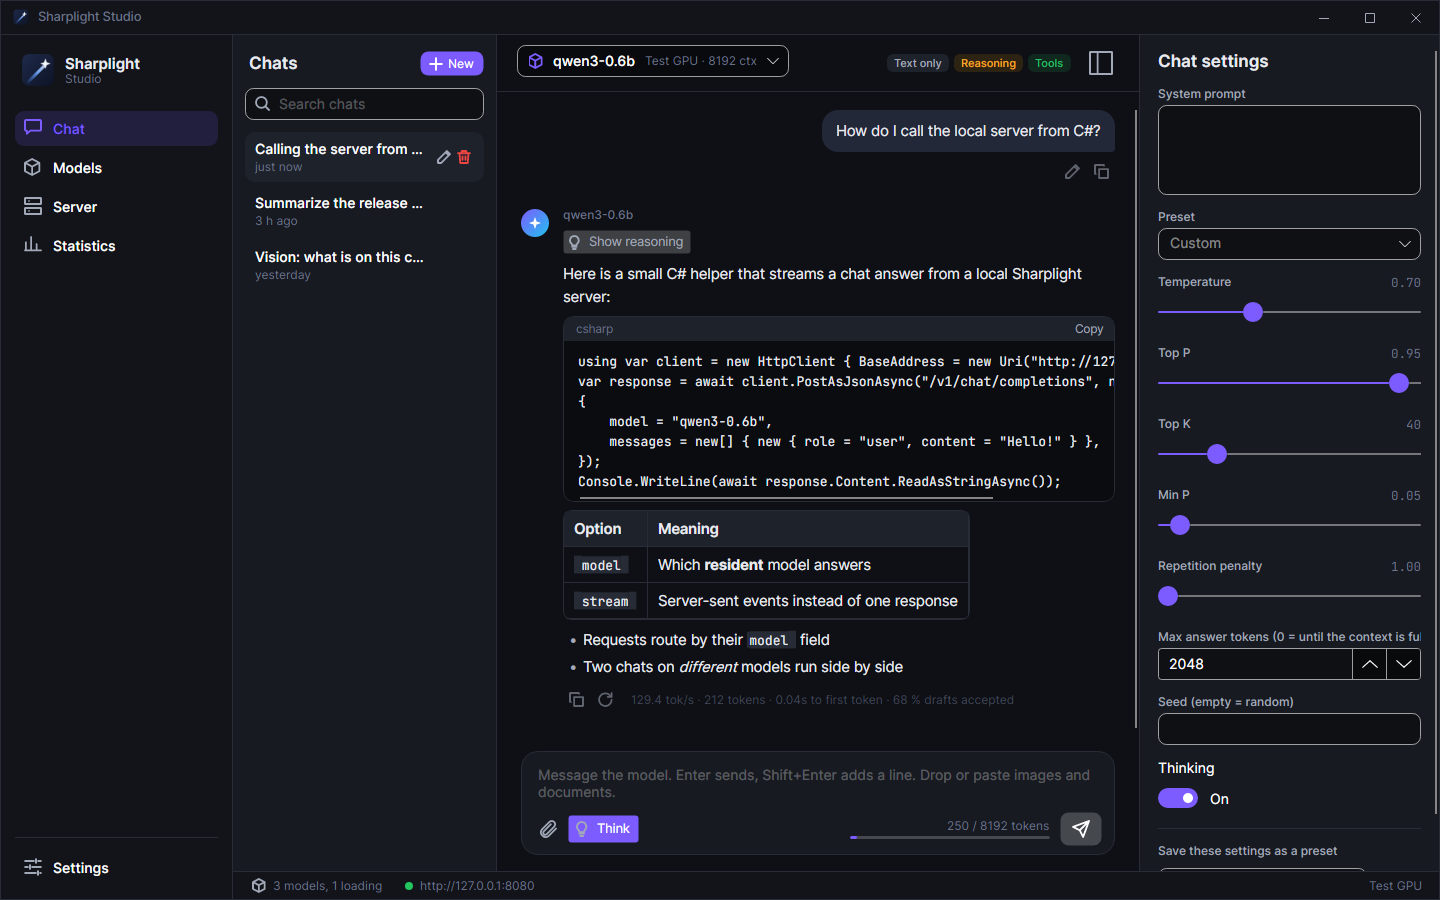 Sharplight Studio
Sharplight
Studio
Chat
Models
Server
Statistics
Settings
Chats
New
Search chats
Calling the server from ...
just now
Summarize the release ...
3 h ago
Vision: what is on this c...
yesterday
qwen3-0.6b
Test GPU · 8192 ctx
Text only
Reasoning
Tools
How do I call the local server from C#?
qwen3-0.6b
Show reasoning
Here is a small C# helper that streams a chat answer from a local Sharplight
server:
csharp
Copy
using var client = new HttpClient { BaseAddress = new Uri("http://127
var response = await client.PostAsJsonAsync("/v1/chat/completions", n
{
    model = "qwen3-0.6b",
    messages = new[] { new { role = "user", content = "Hello!" } },
});
Console.WriteLine(await response.Content.ReadAsStringAsync());
Option Meaning
model Which resident model answers
stream Server-sent events instead of one response
• Requests route by their model field
• Two chats on different models run side by side
129.4 tok/s · 212 tokens · 0.04s to first token · 68 % drafts accepted
Message the model. Enter sends, Shift+Enter adds a line. Drop or paste images and
documents.
Think
250 / 8192 tokens
Chat settings
System prompt
Preset
Custom
Temperature 0.70
Top P 0.95
Top K 40
Min P 0.05
Repetition penalty 1.00
Max answer tokens (0 = until the context is ful
2048
Seed (empty = random)
Thinking
On
Save these settings as a preset
3 models, 1 loading
http://127.0.0.1:8080
Test GPU